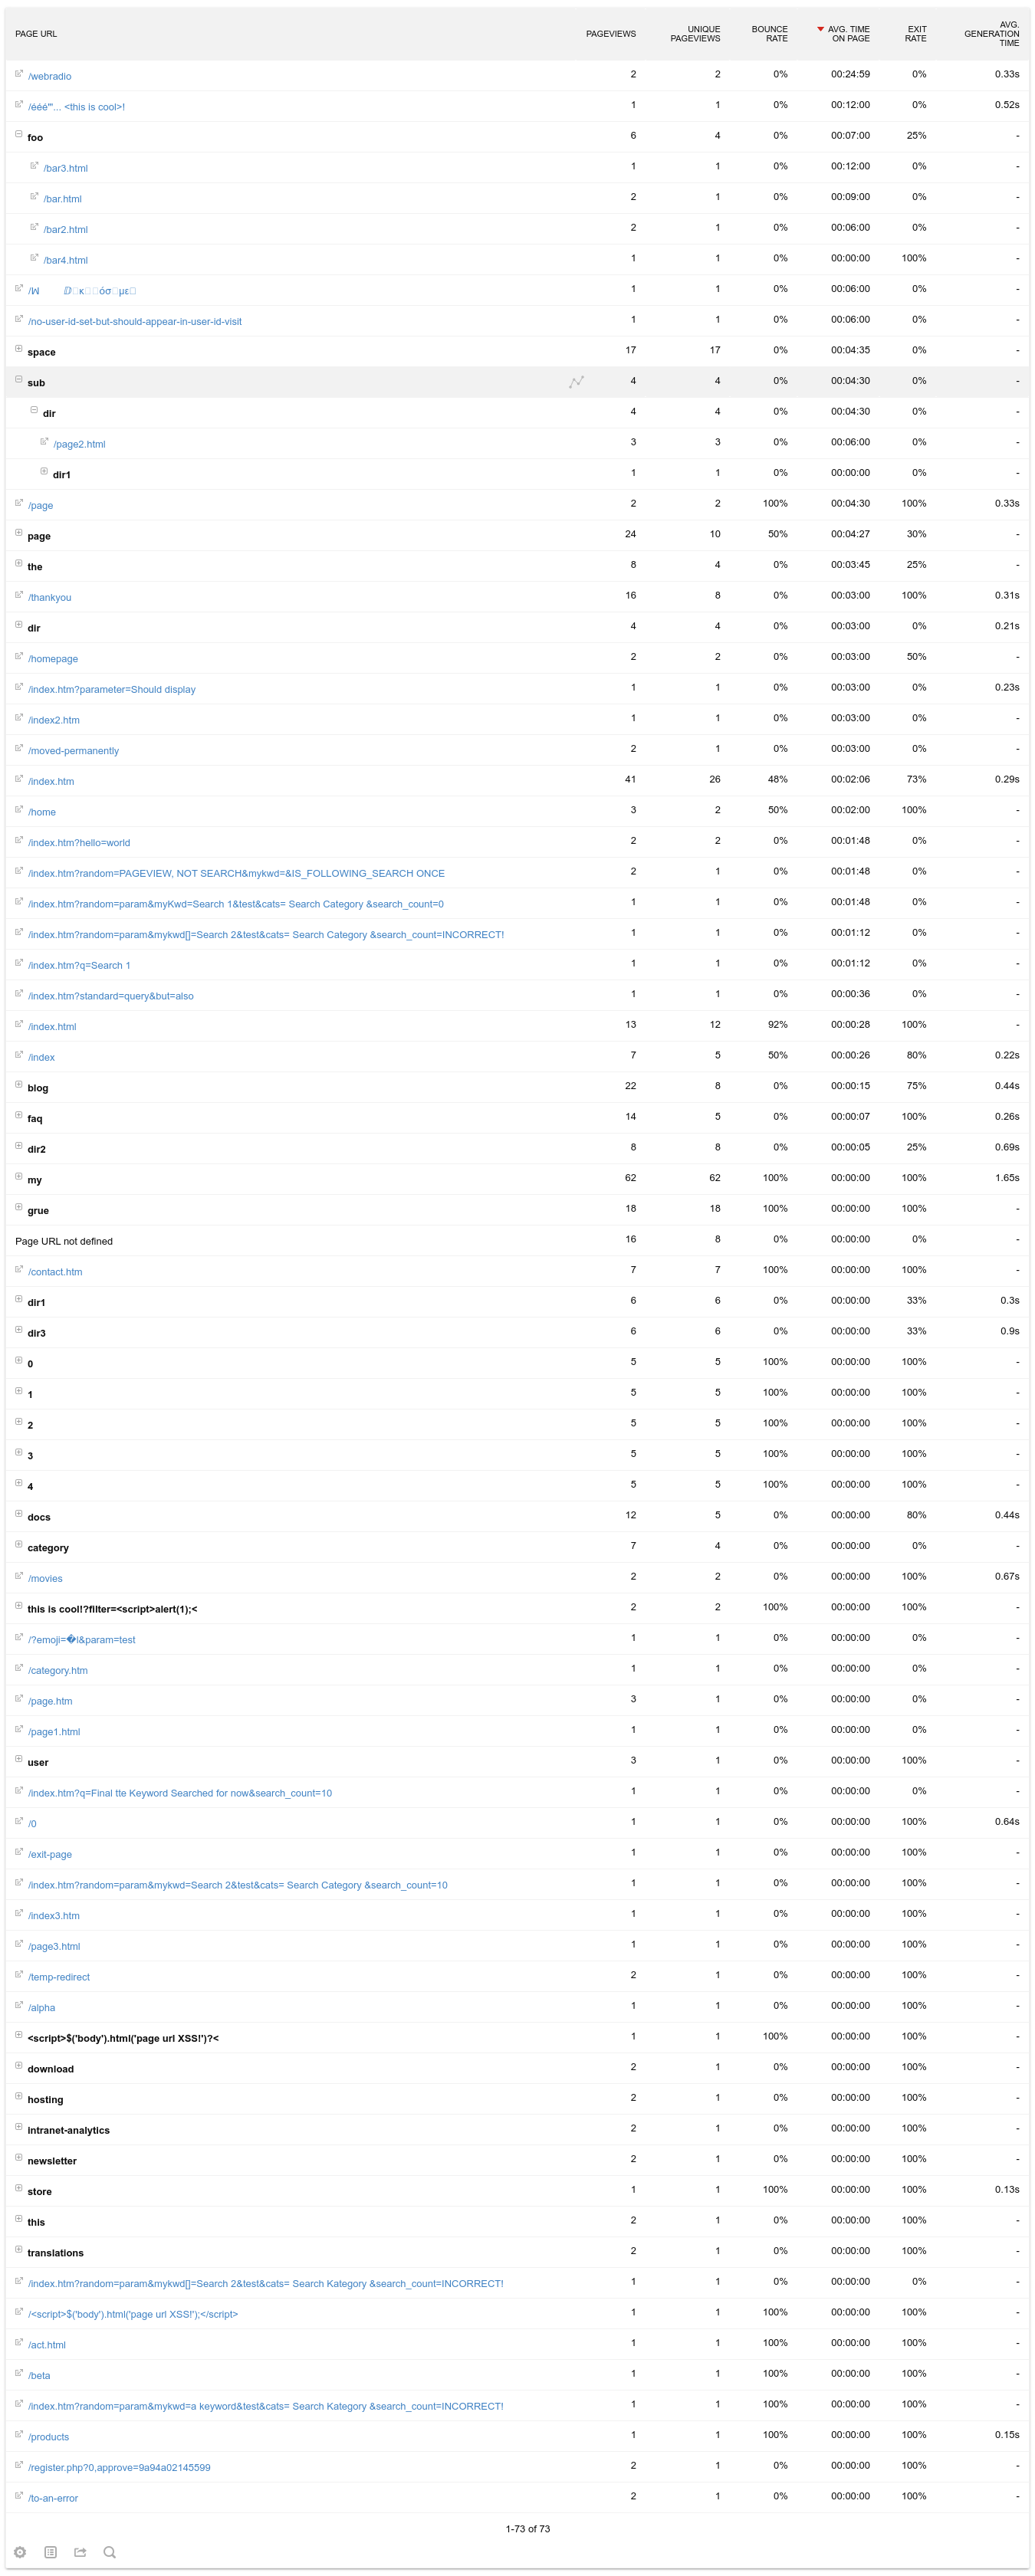 PAGE URL PAGEVIEWS UNIQUE PAGEVIEWS BOUNCE RATE AVG. TIME ON PAGE EXIT RATE AVG. GENERATION TIME
/webradio 2 2 0% 00:24:59 0% 0.33s
/ééé"'... <this is cool>! 1 1 0% 00:12:00 0% 0.52s
foo 6 4 0% 00:07:00 25% -
/bar3.html 1 1 0% 00:12:00 0% -
/bar.html 2 1 0% 00:09:00 0% -
/bar2.html 2 1 0% 00:06:00 0% -
/bar4.html 1 1 0% 00:00:00 100% -
1 1 0% 00:06:00 0% -
/no-user-id-set-but-should-appear-in-user-id-visit 1 1 0% 00:06:00 0% -
space 17 17 0% 00:04:35 0% -
sub 4 4 0% 00:04:30 0% -
dir 4 4 0% 00:04:30 0% -
/page2.html 3 3 0% 00:06:00 0% -
dir1 1 1 0% 00:00:00 0% -
/page 2 2 100% 00:04:30 100% 0.33s
page 24 10 50% 00:04:27 30% -
the 8 4 0% 00:03:45 25% -
/thankyou 16 8 0% 00:03:00 100% 0.31s
dir 4 4 0% 00:03:00 0% 0.21s
/homepage 2 2 0% 00:03:00 50% -
/index.htm?parameter=Should display 1 1 0% 00:03:00 0% 0.23s
/index2.htm 1 1 0% 00:03:00 0% -
/moved-permanently 2 1 0% 00:03:00 0% -
/index.htm 41 26 48% 00:02:06 73% 0.29s
/home 3 2 50% 00:02:00 100% -
/index.htm?hello=world 2 2 0% 00:01:48 0% -
/index.htm?random=PAGEVIEW, NOT SEARCH&mykwd=&IS_FOLLOWING_SEARCH ONCE 2 1 0% 00:01:48 0% -
/index.htm?random=param&myKwd=Search 1&test&cats= Search Category &search_count=0 1 1 0% 00:01:48 0% -
/index.htm?random=param&mykwd[]=Search 2&test&cats= Search Category &search_count=INCORRECT! 1 1 0% 00:01:12 0% -
/index.htm?q=Search 1 1 1 0% 00:01:12 0% -
/index.htm?standard=query&but=also 1 1 0% 00:00:36 0% -
/index.html 13 12 92% 00:00:28 100% -
/index 7 5 50% 00:00:26 80% 0.22s
blog 22 8 0% 00:00:15 75% 0.44s
faq 14 5 0% 00:00:07 100% 0.26s
dir2 8 8 0% 00:00:05 25% 0.69s
my 62 62 100% 00:00:00 100% 1.65s
grue 18 18 100% 00:00:00 100% -
Page URL not defined 16 8 0% 00:00:00 0% -
/contact.htm 7 7 100% 00:00:00 100% -
dir1 6 6 0% 00:00:00 33% 0.3s
dir3 6 6 0% 00:00:00 33% 0.9s
0 5 5 100% 00:00:00 100% -
1 5 5 100% 00:00:00 100% -
2 5 5 100% 00:00:00 100% -
3 5 5 100% 00:00:00 100% -
4 5 5 100% 00:00:00 100% -
docs 12 5 0% 00:00:00 80% 0.44s
category 7 4 0% 00:00:00 0% -
/movies 2 2 0% 00:00:00 100% 0.67s
this is cool!?filter=<script>alert(1);< 2 2 100% 00:00:00 100% -
/?emoji=�l&param=test 1 1 0% 00:00:00 0% -
/category.htm 1 1 0% 00:00:00 0% -
/page.htm 3 1 0% 00:00:00 0% -
/page1.html 1 1 0% 00:00:00 0% -
user 3 1 0% 00:00:00 100% -
/index.htm?q=Final tte Keyword Searched for now&search_count=10 1 1 0% 00:00:00 0% -
/0 1 1 0% 00:00:00 100% 0.64s
/exit-page 1 1 0% 00:00:00 100% -
/index.htm?random=param&mykwd=Search 2&test&cats= Search Category &search_count=10 1 1 0% 00:00:00 100% -
/index3.htm 1 1 0% 00:00:00 100% -
/page3.html 1 1 0% 00:00:00 100% -
/temp-redirect 2 1 0% 00:00:00 100% -
/alpha 1 1 0% 00:00:00 100% -
<script>$('body').html('page url XSS!')?< 1 1 100% 00:00:00 100% -
download 2 1 0% 00:00:00 100% -
hosting 2 1 0% 00:00:00 100% -
intranet-analytics 2 1 0% 00:00:00 100% -
newsletter 2 1 0% 00:00:00 100% -
store 1 1 100% 00:00:00 100% 0.13s
this 2 1 0% 00:00:00 100% -
translations 2 1 0% 00:00:00 100% -
/index.htm?random=param&mykwd[]=Search 2&test&cats= Search Kategory &search_count=INCORRECT! 1 1 0% 00:00:00 0% -
/<script>$('body').html('page url XSS!');</script> 1 1 100% 00:00:00 100% -
/act.html 1 1 100% 00:00:00 100% -
/beta 1 1 100% 00:00:00 100% -
/index.htm?random=param&mykwd=a keyword&test&cats= Search Kategory &search_count=INCORRECT! 1 1 100% 00:00:00 100% -
/products 1 1 100% 00:00:00 100% 0.15s
/register.php?0,approve=9a94a02145599 2 1 0% 00:00:00 100% -
/to-an-error 2 1 0% 00:00:00 100% -
1-73 of 73